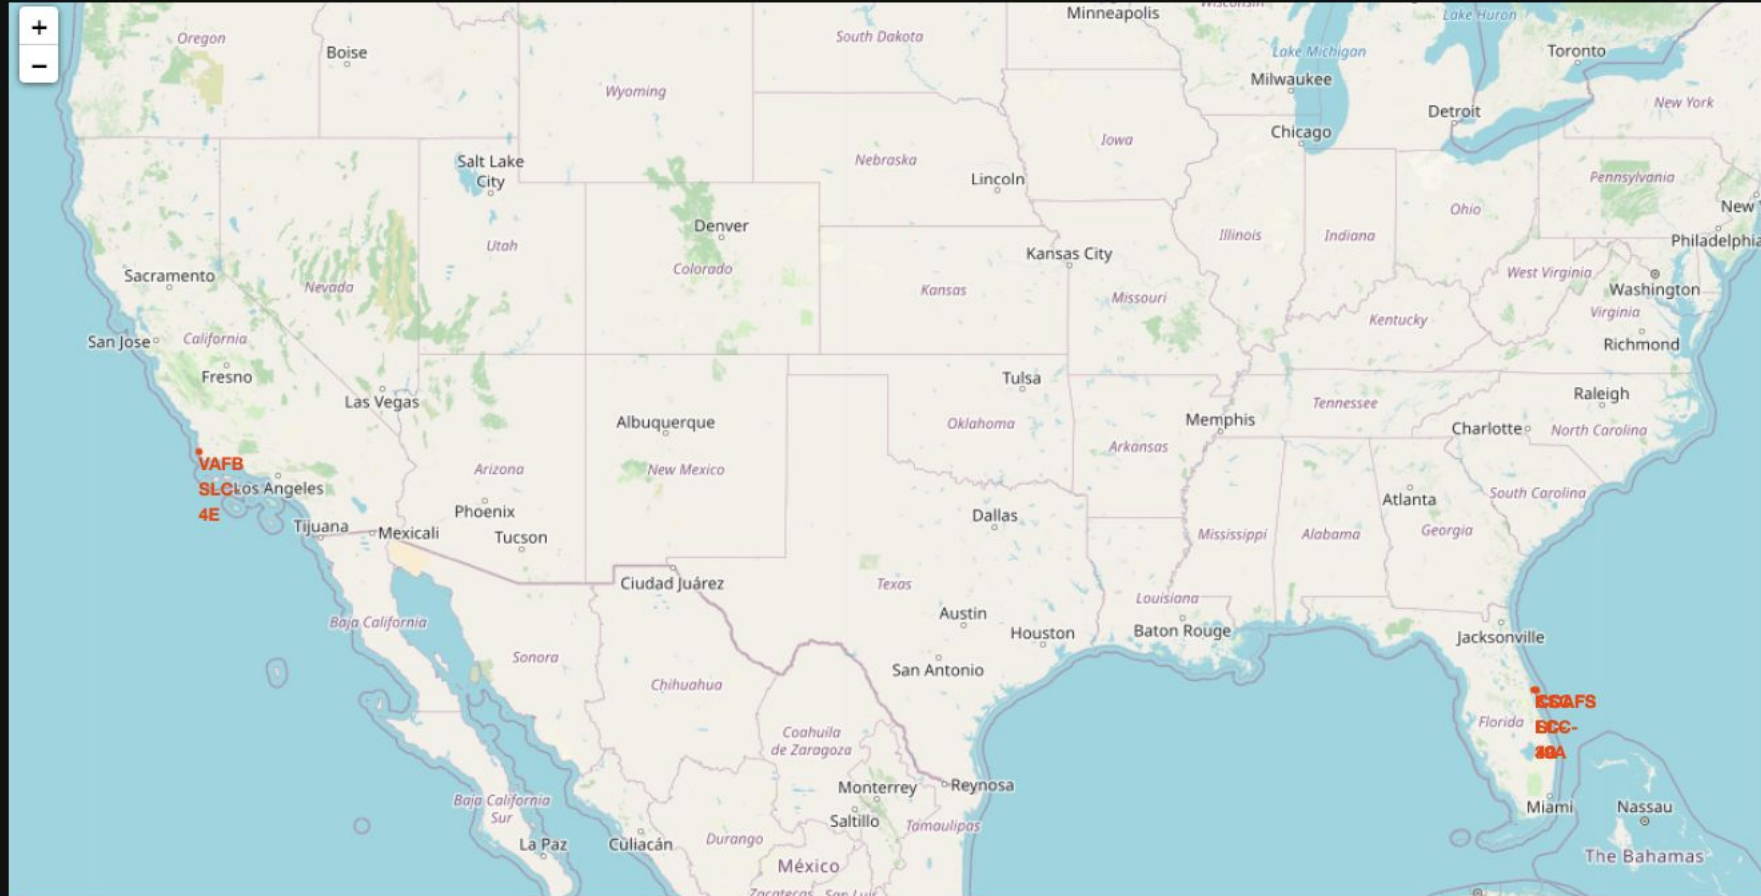 +
−
Oregon
Boise
South Dakota
Minneapolis
Wisconsin
Lake Michigan
Lake Huron
Toronto
Wyoming
Milwaukee
Detroit
New York
Chicago
Iowa
Salt Lake
City
Nebraska
Lincoln
Pennsylvania
New
Ohio
Denver
Utah
Illinois
Indiana
Philadelphia
Kansas City
Colorado
Sacramento
Nevada
Kansas
Missouri
West Virginia
Washington
Virginia
Kentucky
San Jose
California
Richmond
Fresno
Las Vegas
Tulsa
Raleigh
Tennessee
Albuquerque
Oklahoma
Memphis
Charlotte
North Carolina
Arkansas
VAFB
SLC-
4E
Los Angeles
Arizona
New Mexico
Phoenix
Atlanta
South Carolina
Tijuana
Mexicali
Tucson
Dallas
Mississippi
Alabama
Georgia
Ciudad Juárez
Texas
Louisiana
Austin
Baja California
Houston
Baton Rouge
Jacksonville
Sonora
San Antonio
Chihuahua
Florida
Coahuila
de Zaragoza
Monterrey
Reynosa
Baja California
Sur
Saltillo
Tamaulipas
Miami
Nassau
La Paz
Culiacán
Durango
México
The Bahamas
Zacatecas
San Luis